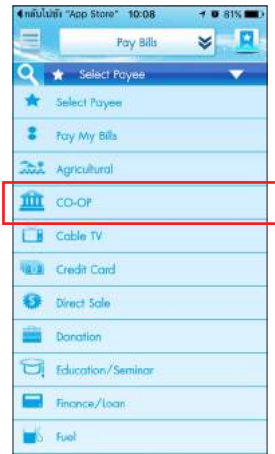 กลับไปยัง "App Store" 10:08 81%
Pay Bills
Select Payee
Select Payee
Pay My Bills
Agricultural
CO-OP
Cable TV
Credit Card
Direct Sale
Donation
Education/Seminar
Finance/Loan
Fuel